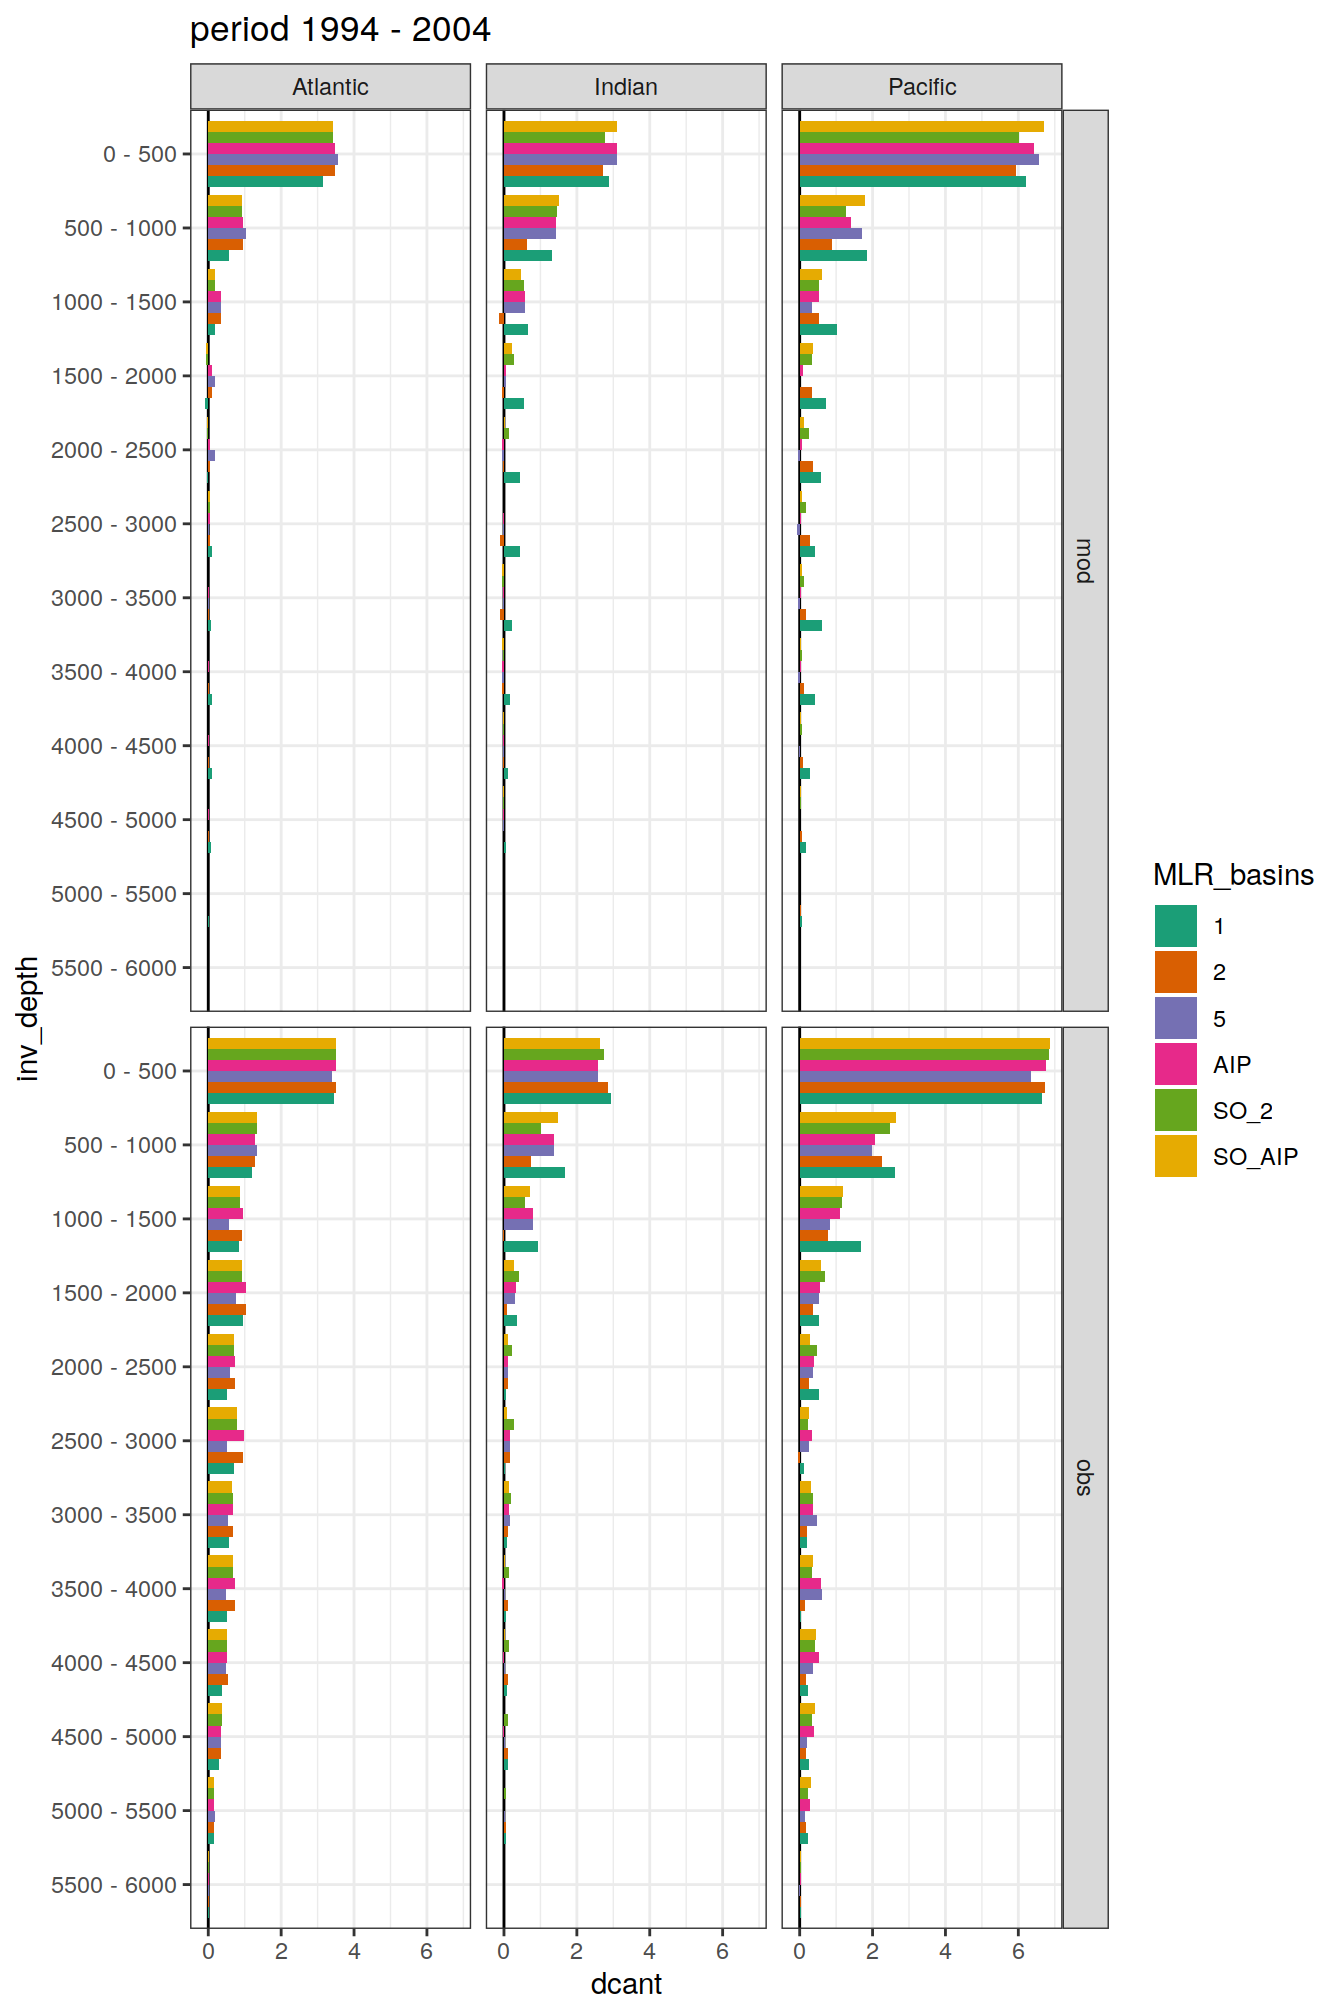 period 1994 - 2004
Atlantic
Indian
Pacific
0 - 500
500 - 1000
1000 - 1500
1500 - 2000
2000 - 2500
2500 - 3000
3000 - 3500
3500 - 4000
4000 - 4500
4500 - 5000
5000 - 5500
5500 - 6000
mod
0 - 500
500 - 1000
1000 - 1500
1500 - 2000
2000 - 2500
2500 - 3000
3000 - 3500
3500 - 4000
4000 - 4500
4500 - 5000
5000 - 5500
5500 - 6000
obs
0 2 4 6
0 2 4 6
0 2 4 6
dcant
inv_depth
MLR_basins
1
2
5
AIP
SO_2
SO_AIP